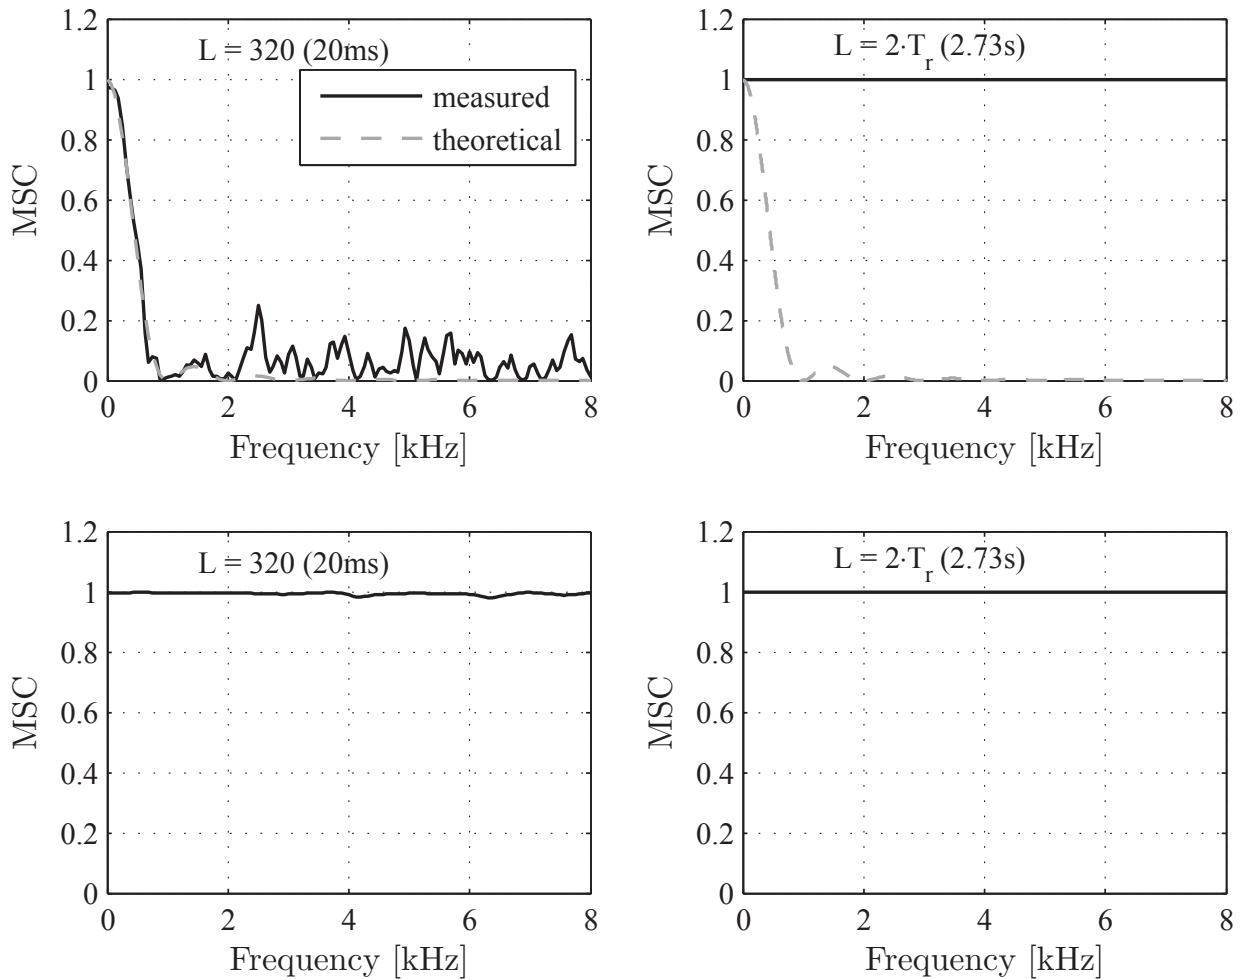 1.2
1
0.8
0.6
0.4
0.2
0
MSC
L = 320 (20ms)
measured
theoretical
0 2 4 6 8
Frequency [kHz]
1.2
1
0.8
0.6
0.4
0.2
0
MSC
L = 2·T_r (2.73s)
0 2 4 6 8
Frequency [kHz]
1.2
1
0.8
0.6
0.4
0.2
0
MSC
L = 320 (20ms)
0 2 4 6 8
Frequency [kHz]
1.2
1
0.8
0.6
0.4
0.2
0
MSC
L = 2·T_r (2.73s)
0 2 4 6 8
Frequency [kHz]